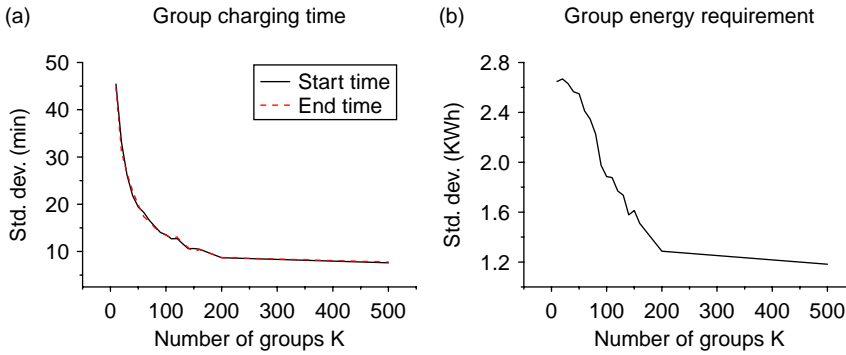 (a) Group charging time
Std. dev. (min)
50
40
30
20
10
Start time
End time
0 100 200 300 400 500
Number of groups K
(b) Group energy requirement
Std. dev. (KWh)
2.8
2.4
2.0
1.6
1.2
0 100 200 300 400 500
Number of groups K